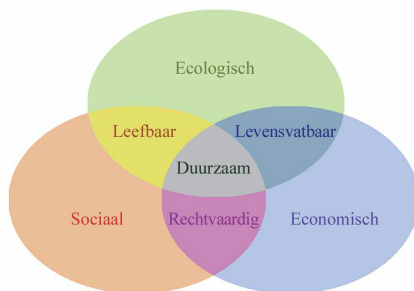 Ecologisch
Leefbaar
Levensvatbaar
Duurzaam
Sociaal
Rechtvaardig
Economisch